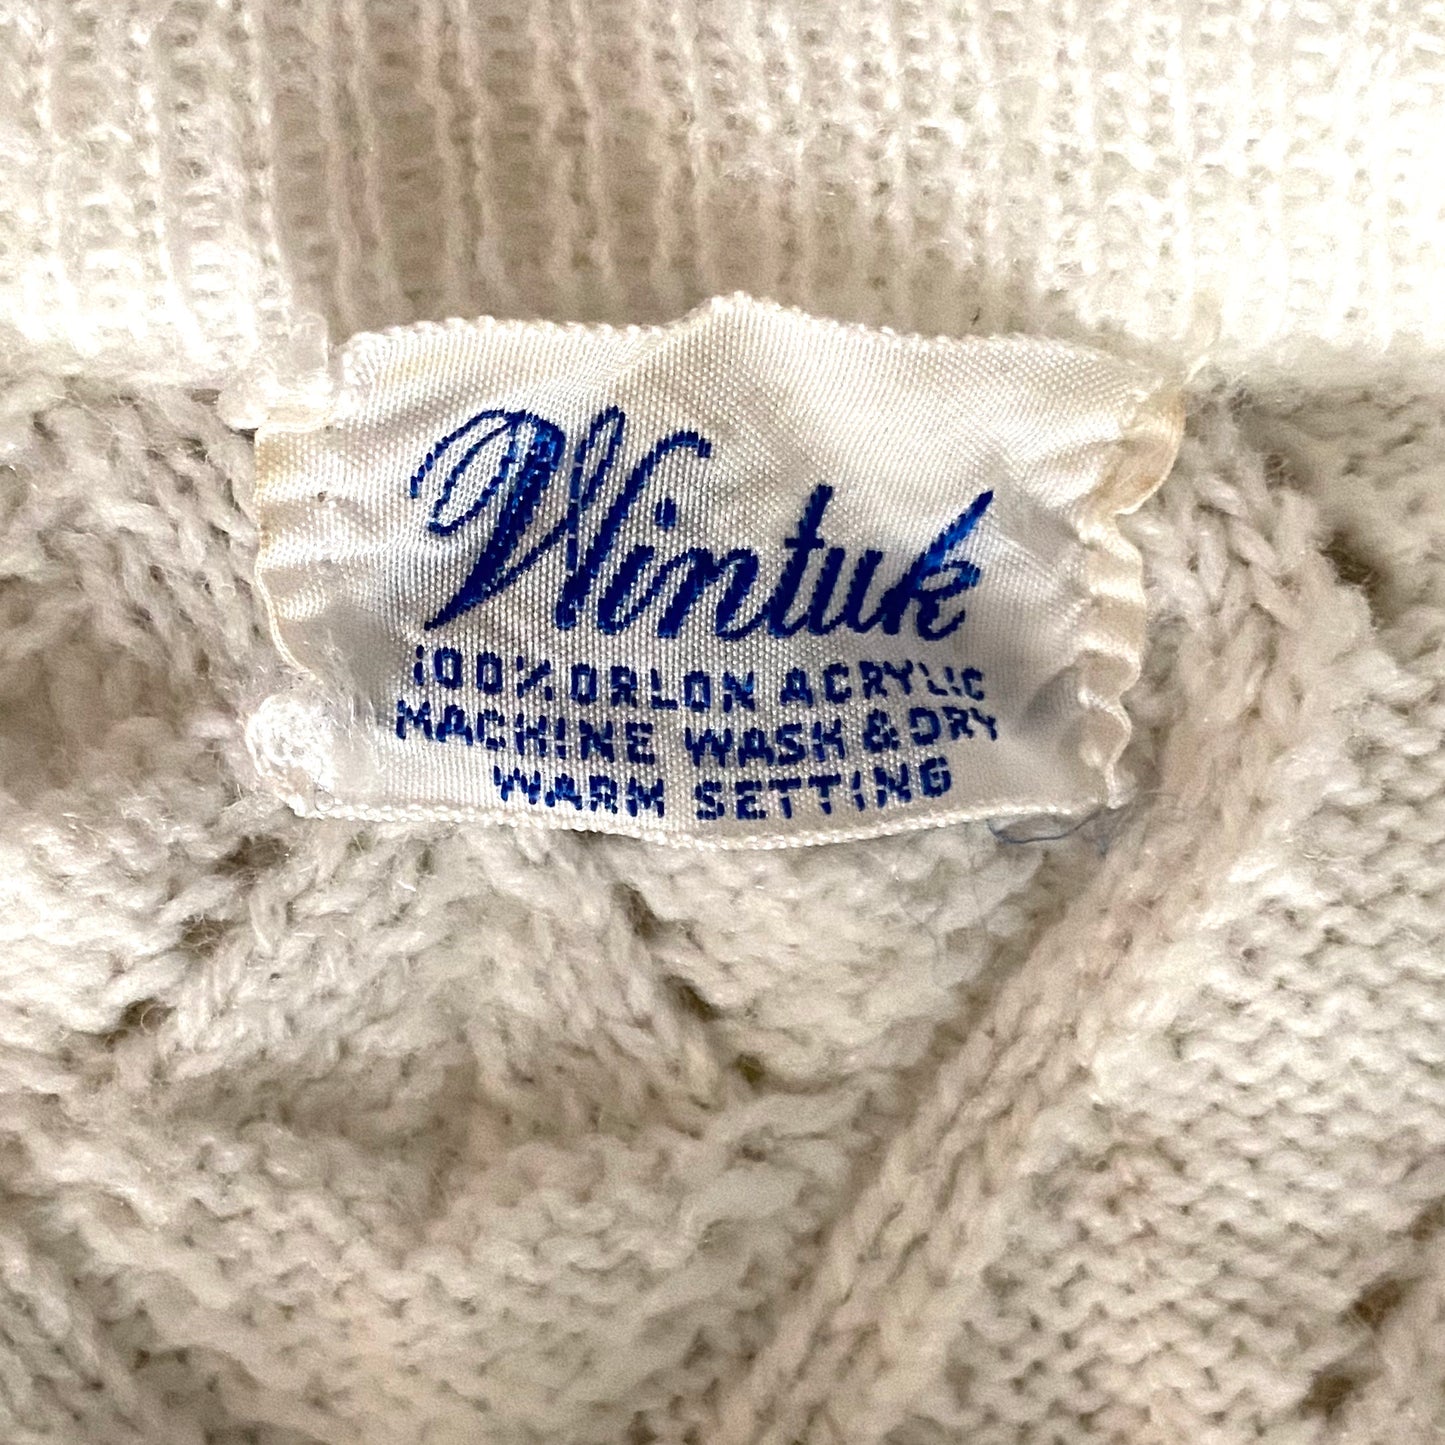 Wintuk
100% ORLON ACRYLIC
MACHINE WASH & DRY
WARM SETTING